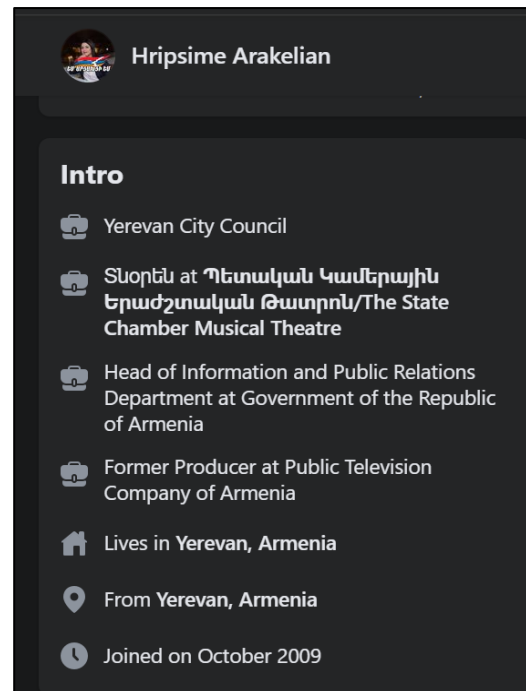 Hripsime Arakelian
Intro
Yerevan City Council
Տնօրեն at Պետական Կամերային
Երաժշտական Թատրոն/The State
Chamber Musical Theatre
Head of Information and Public Relations
Department at Government of the Republic
of Armenia
Former Producer at Public Television
Company of Armenia
Lives in Yerevan, Armenia
From Yerevan, Armenia
Joined on October 2009